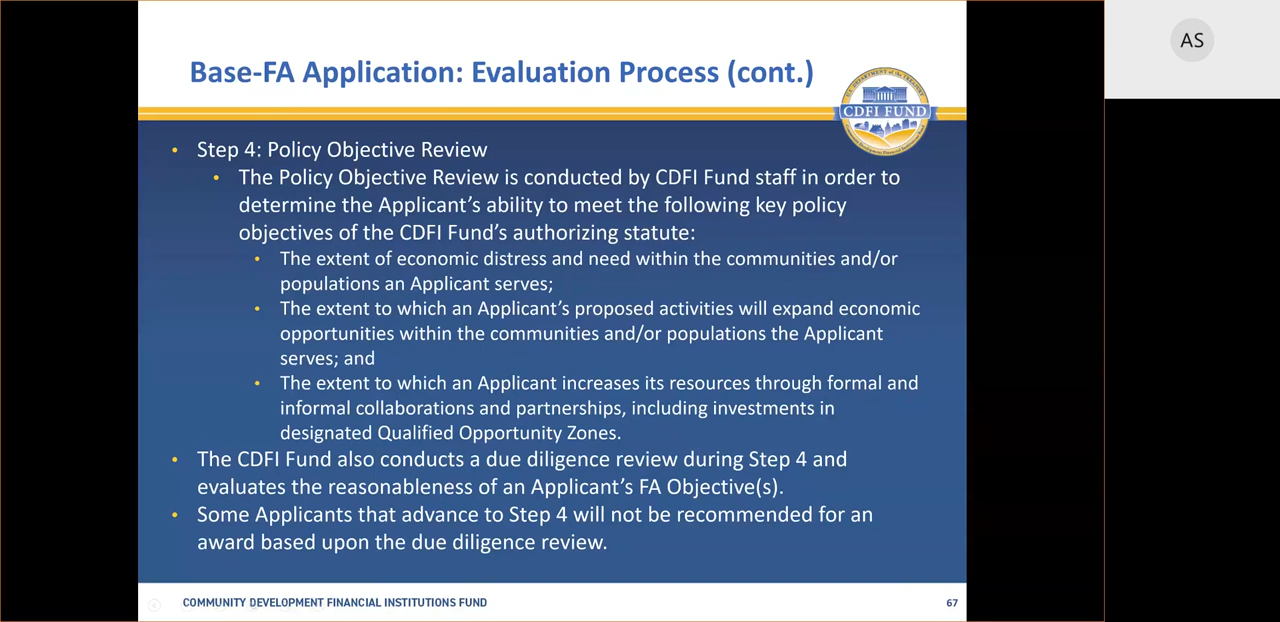 AS
Base-FA Application: Evaluation Process (cont.)
CDFI FUND
• Step 4: Policy Objective Review
• The Policy Objective Review is conducted by CDFI Fund staff in order to
determine the Applicant's ability to meet the following key policy
objectives of the CDFI Fund's authorizing statute:
• The extent of economic distress and need within the communities and/or
populations an Applicant serves;
• The extent to which an Applicant's proposed activities will expand economic
opportunities within the communities and/or populations the Applicant
serves; and
• The extent to which an Applicant increases its resources through formal and
informal collaborations and partnerships, including investments in
designated Qualified Opportunity Zones.
• The CDFI Fund also conducts a due diligence review during Step 4 and
evaluates the reasonableness of an Applicant's FA Objective(s).
• Some Applicants that advance to Step 4 will not be recommended for an
award based upon the due diligence review.
COMMUNITY DEVELOPMENT FINANCIAL INSTITUTIONS FUND
67